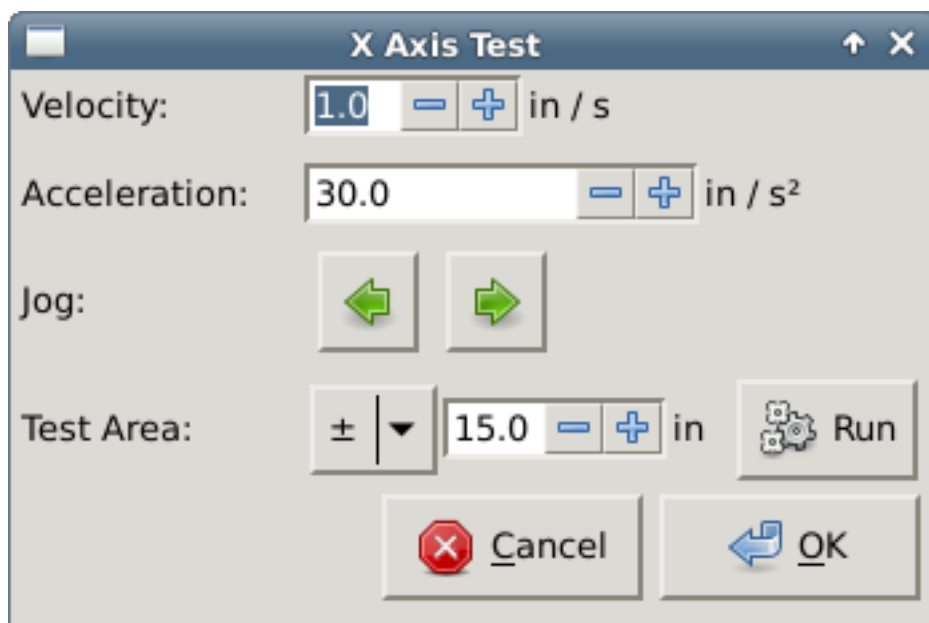 X Axis Test
Velocity: 1.0 in / s
Acceleration: 30.0 in / s²
Jog:
Test Area: ± 15.0 in Run
Cancel OK